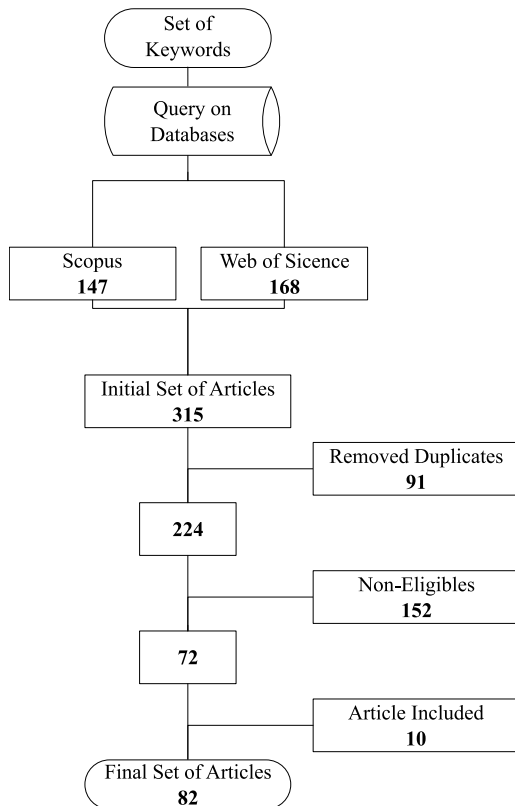 Set of
Keywords
Query on
Databases
Scopus
147
Web of Sicence
168
Initial Set of Articles
315
Removed Duplicates
91
224
Non-Eligibles
152
72
Article Included
10
Final Set of Articles
82